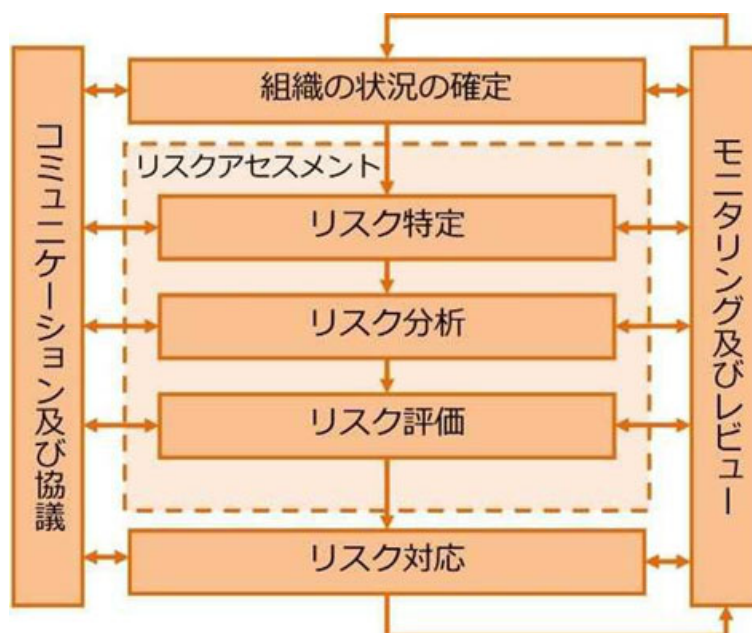 組織の状況の確定
リスクアセスメント
リスク特定
リスク分析
リスク評価
リスク対応
コミュニケーション及び協議
モニタリング及びレビュー